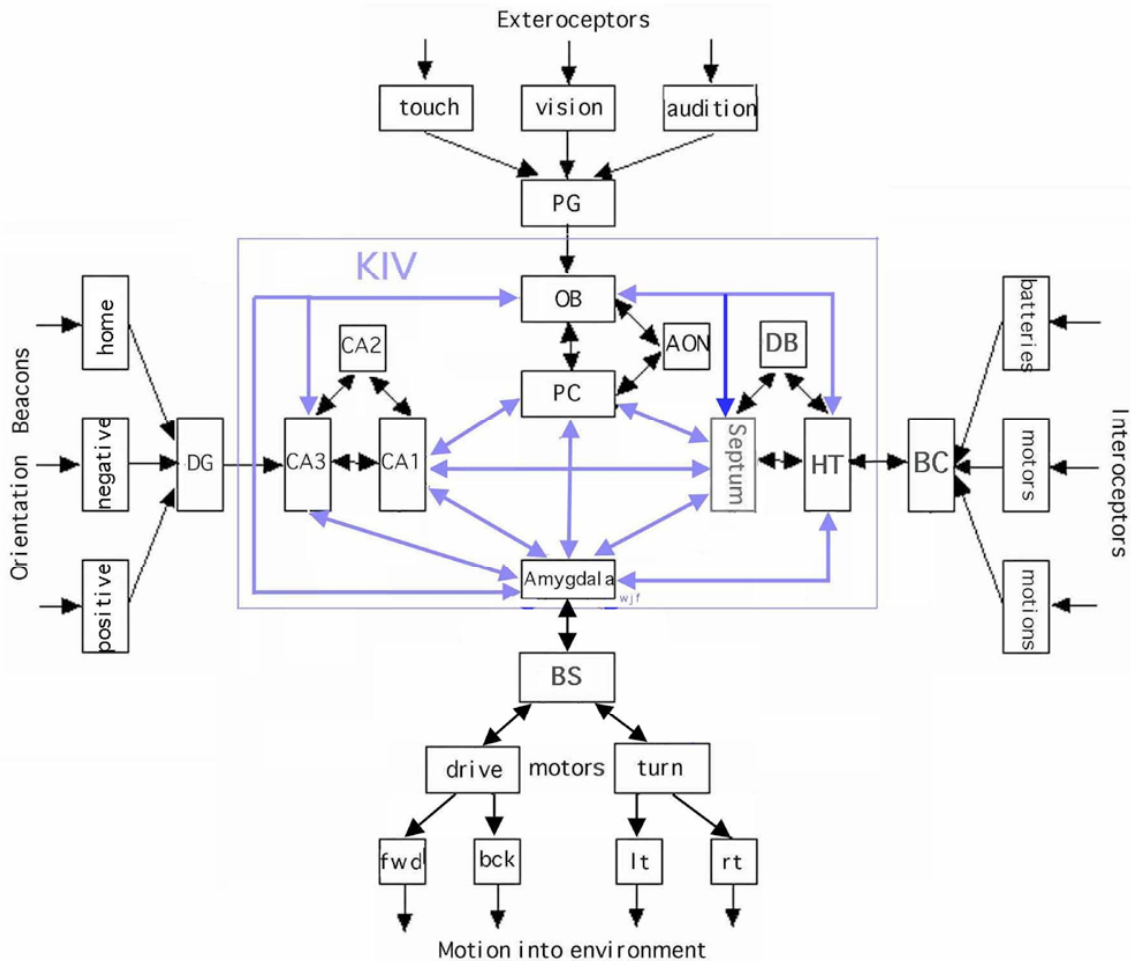 Exteroceptors
touch
vision
audition
PG
KIV
OB
CA2
AON
DB
PC
home
negative
positive
Orientation Beacons
DG
CA3
CA1
Septum
HT
BC
batteries
motors
motions
Interoceptors
Amygdala
wjf
BS
drive
motors
turn
fwd
bck
lt
rt
Motion into environment